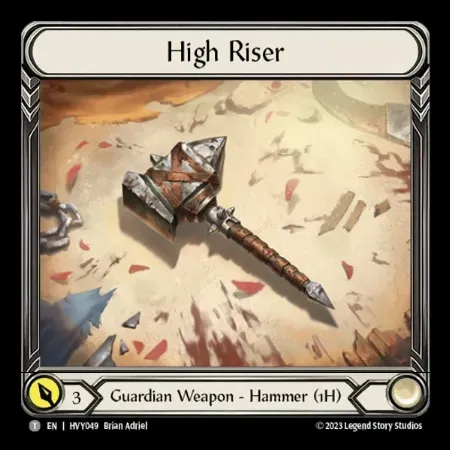 High Riser
3 Guardian Weapon - Hammer (1H)
T EN | HVY049 Brian Adriel ©2023 Legend Story Studios